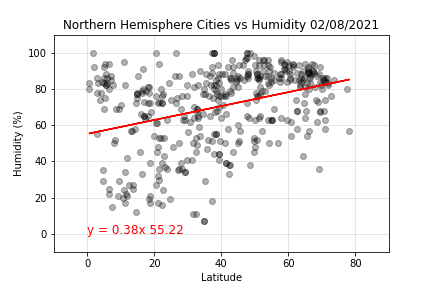 Northern Hemisphere Cities vs Humidity 02/08/2021
100
80
60
40
20
0
Humidity (%)
y = 0.38x 55.22
0 20 40 60 80
Latitude